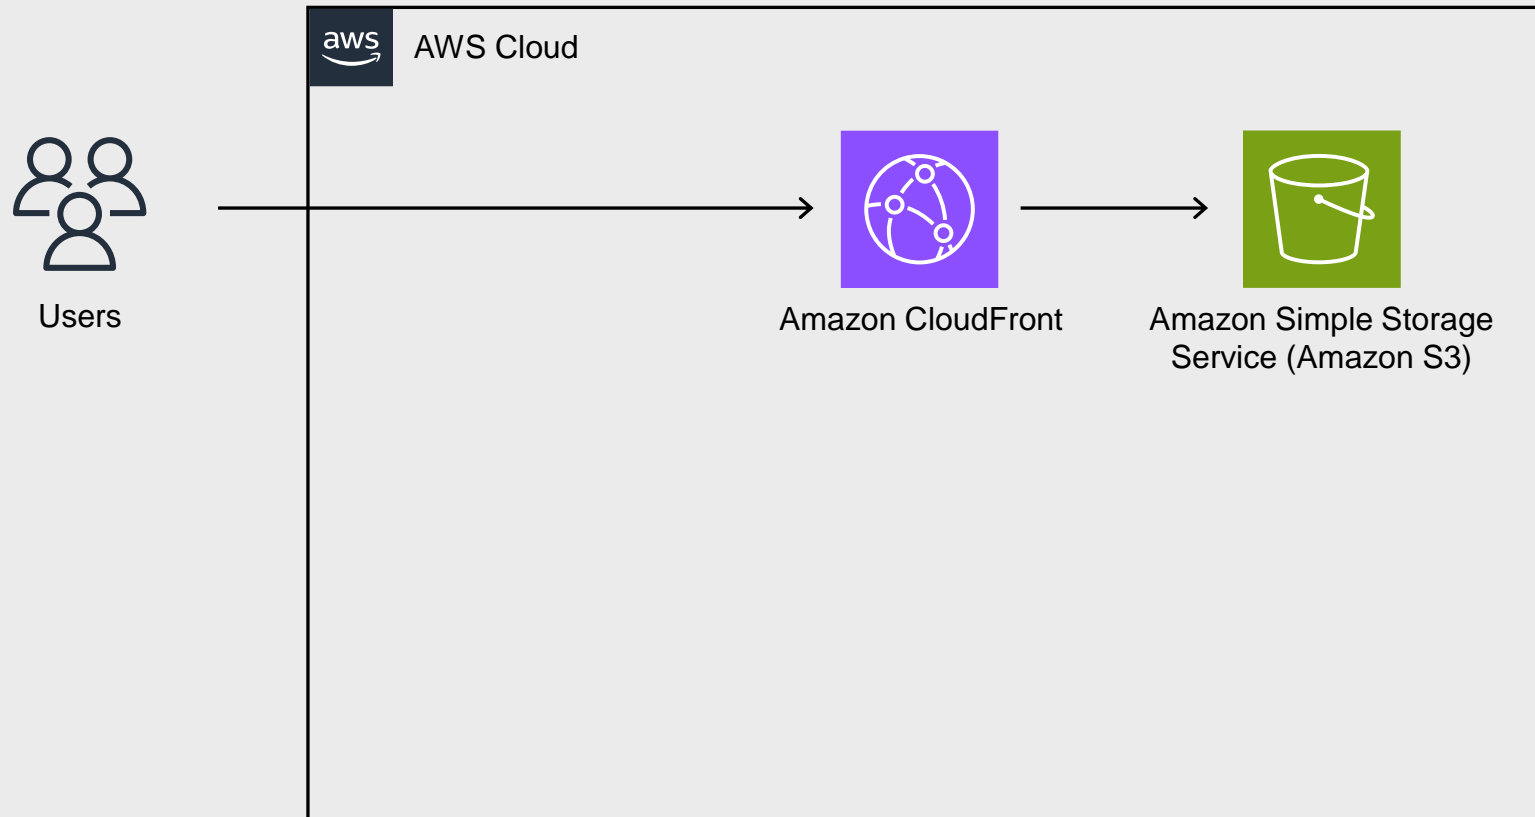 aws
AWS Cloud
Users
Amazon CloudFront
Amazon Simple Storage
Service (Amazon S3)